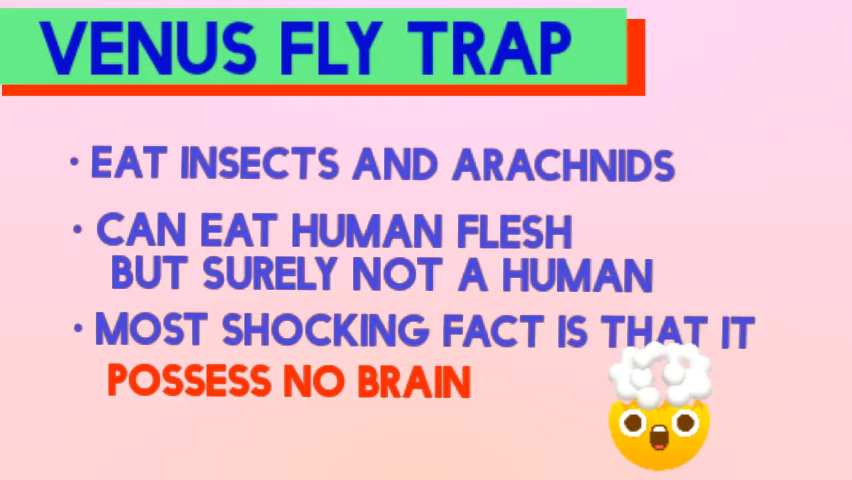 VENUS FLY TRAP
• EAT INSECTS AND ARACHNIDS
• CAN EAT HUMAN FLESH
BUT SURELY NOT A HUMAN
• MOST SHOCKING FACT IS THAT IT
POSSESS NO BRAIN